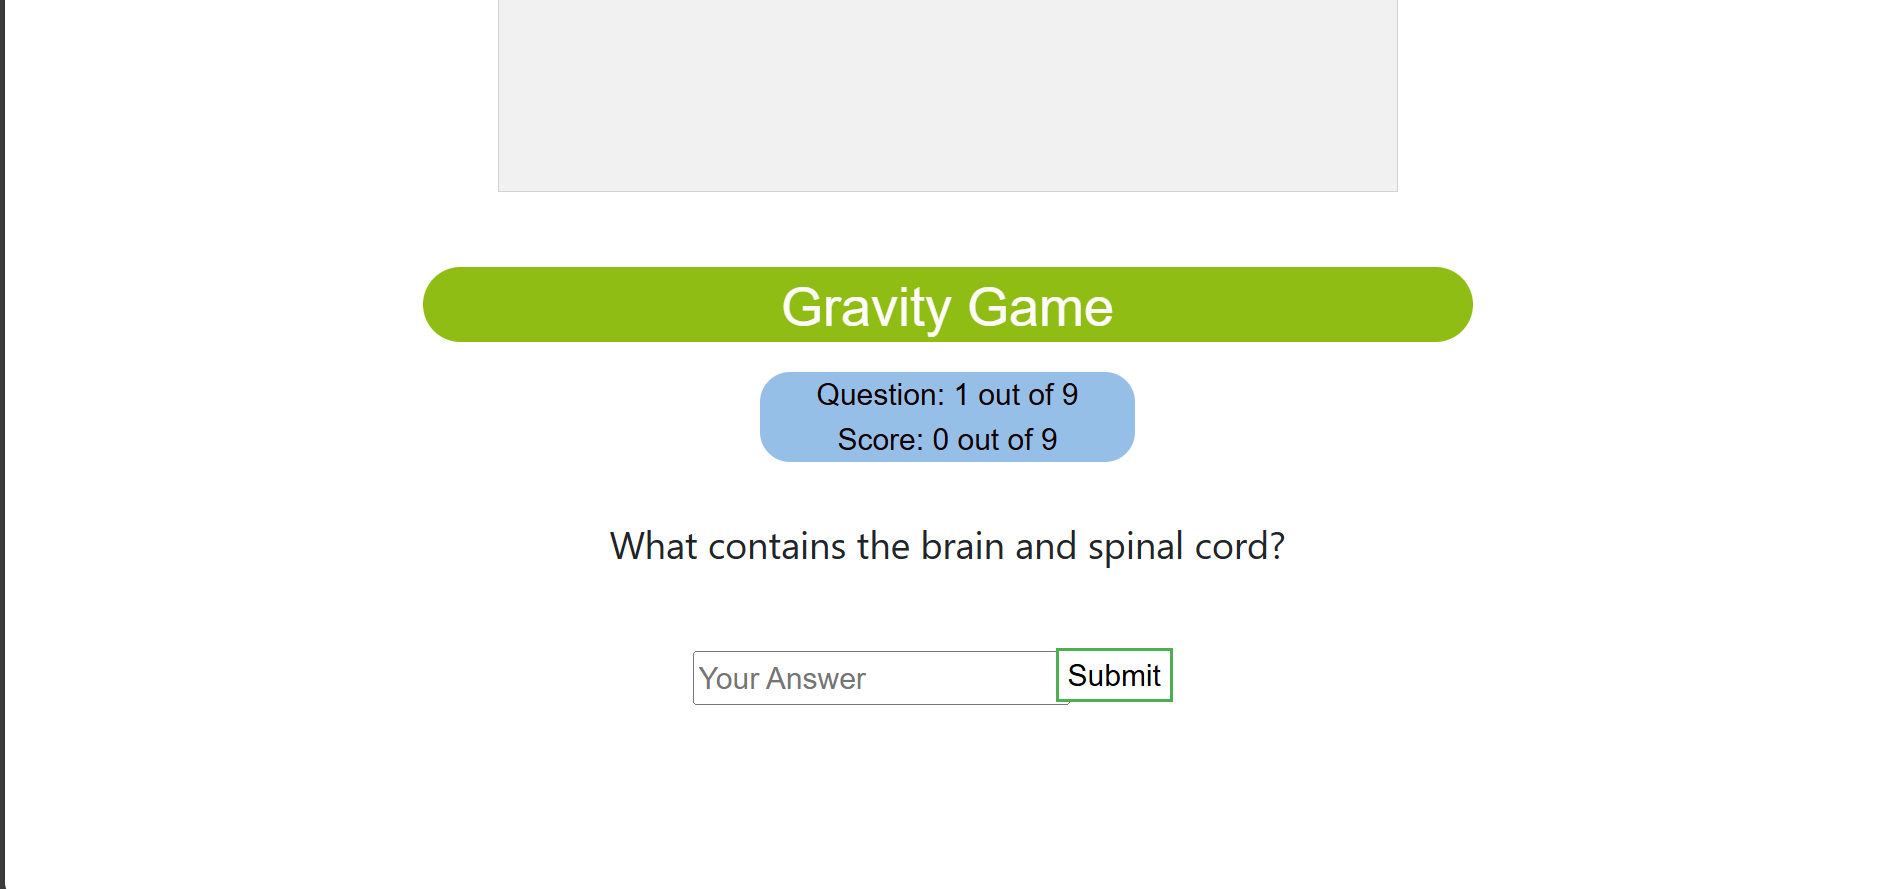 Gravity Game
Question: 1 out of 9
Score: 0 out of 9
What contains the brain and spinal cord?
Your Answer
Submit